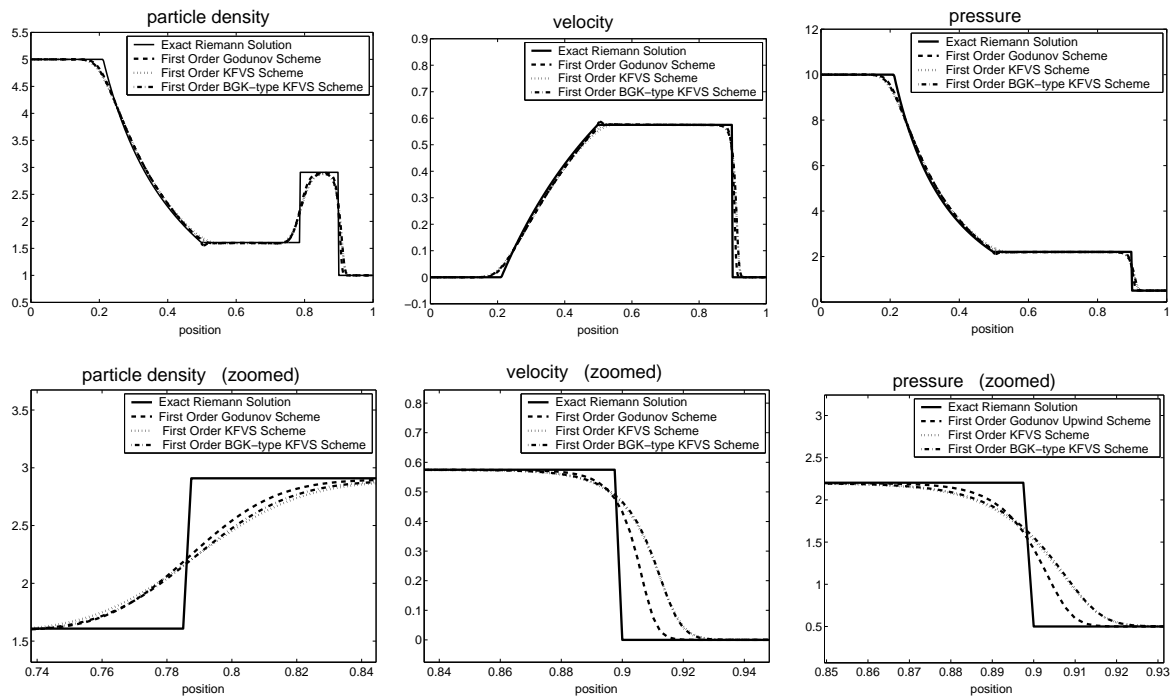 particle density
Exact Riemann Solution
First Order Godunov Scheme
First Order KFVS Scheme
First Order BGK−type KFVS Scheme
5.5
5
4.5
4
3.5
3
2.5
2
1.5
1
0.5
0 0.2 0.4 0.6 0.8 1
position
velocity
Exact Riemann Solution
First Order Godunov Scheme
First Order KFVS Scheme
First Order BGK−type KFVS Scheme
0.9
0.8
0.7
0.6
0.5
0.4
0.3
0.2
0.1
0
−0.1
0 0.2 0.4 0.6 0.8 1
position
pressure
Exact Riemann Solution
First Order Godunov Scheme
First Order KFVS Scheme
First Order BGK−type KFVS Scheme
12
10
8
6
4
2
0
0 0.2 0.4 0.6 0.8 1
position
particle density (zoomed)
Exact Riemann Solution
First Order Godunov Scheme
First Order KFVS Scheme
First Order BGK−type KFVS Scheme
3.5
3
2.5
2
1.5
0.74 0.76 0.78 0.8 0.82 0.84
position
velocity (zoomed)
Exact Riemann Solution
First Order Godunov Scheme
First Order KFVS Scheme
First Order BGK−type KFVS Scheme
0.8
0.7
0.6
0.5
0.4
0.3
0.2
0.1
0
0.84 0.86 0.88 0.9 0.92 0.94
position
pressure (zoomed)
Exact Riemann Solution
First Order Godunov Upwind Scheme
First Order KFVS Scheme
First Order BGK−type KFVS Scheme
3
2.5
2
1.5
1
0.5
0.85 0.86 0.87 0.88 0.89 0.9 0.91 0.92 0.93
position